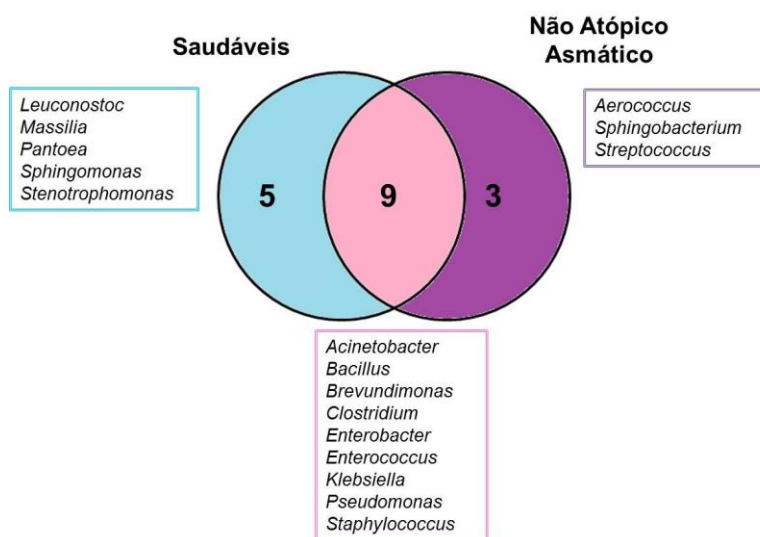 Saudáveis
Não Atópico
Asmático
Leuconostoc
Massilia
Pantoea
Sphingomonas
Stenotrophomonas
Aerococcus
Sphingobacterium
Streptococcus
5
9
3
Acinetobacter
Bacillus
Brevundimonas
Clostridium
Enterobacter
Enterococcus
Klebsiella
Pseudomonas
Staphylococcus